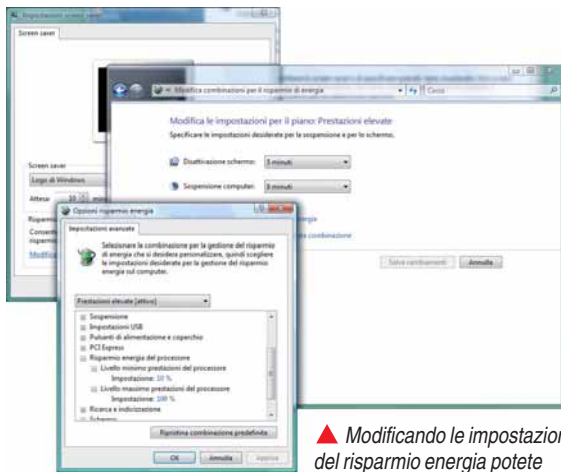 Impostazioni screen saver
Screen saver
Modifica combinazioni per il risparmio di energia
Cerca
Modifica le impostazioni per il piano: Prestazioni elevate
Specificare le impostazioni desiderate per la sospensione e per lo schermo.
Disattivazione schermo: 3 minuti
Sospensione computer: 3 minuti
Screen saver
Logo di Windows
Attesa: 10
Salva cambiamenti Annulla
Opzioni risparmio energia
Impostazioni avanzate
Selezionare la combinazione per la gestione del risparmio
di energia che si desidera personalizzare, quindi scegliere
le impostazioni desiderate per la gestione del risparmio
energia sul computer.
Prestazioni elevate [attivo]
Sospensione
Impostazioni USB
Pulsanti di alimentazione e coperchio
PCI Express
Risparmio energia del processore
Livello minimo prestazioni del processore
Impostazione: 10 %
Livello massimo prestazioni del processore
Impostazione: 100 %
Ricerca e indicizzazione
Schermo
Ripristina combinazione predefinita
OK Annulla Applica
Modificando le impostazion
del risparmio energia potete